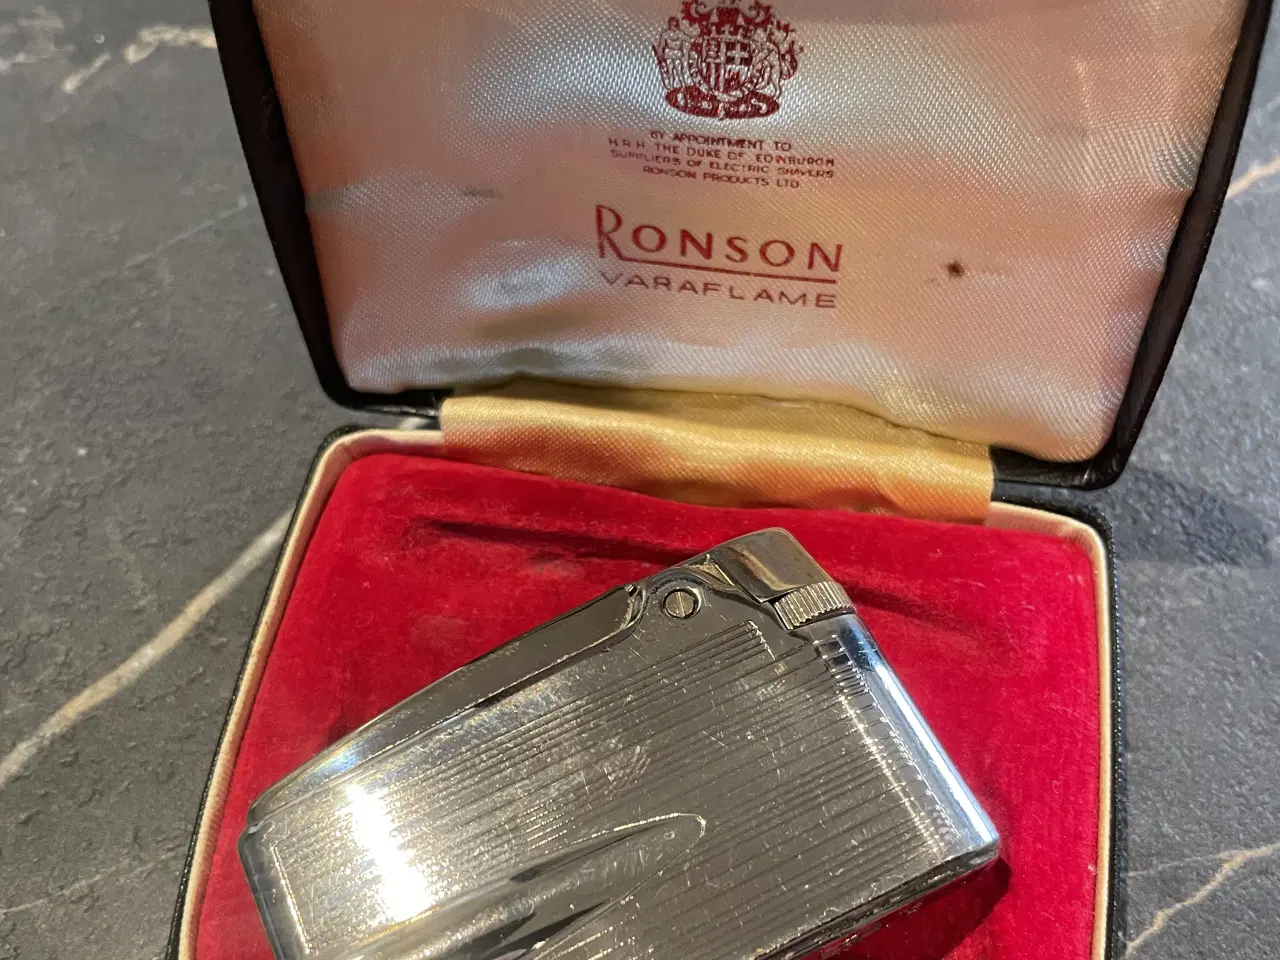 BY APPOINTMENT TO
H.R.H. THE DUKE OF EDINBURGH
SUPPLIERS OF ELECTRIC SHAVERS
RONSON PRODUCTS LTD
RONSON
VARAFLAME